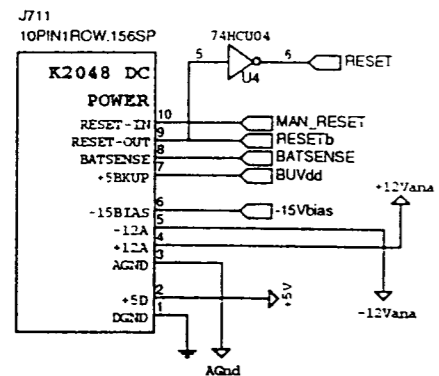 J711
10PIN1ROW.156SP
74HCU04
K2048 DC
5
6
RESET
U4
POWER
RESET-IN 10 MAN_RESET
RESET-OUT 9 RESETb
BATSENSE 8 BATSENSE
+5BKUP 7 BUVdd
+12Vana
-15BIAS 6 -15Vbias
-12A 5
+12A 4
AGND 3
+5D 2 +5V
DGND 1
-12Vana
AGnd